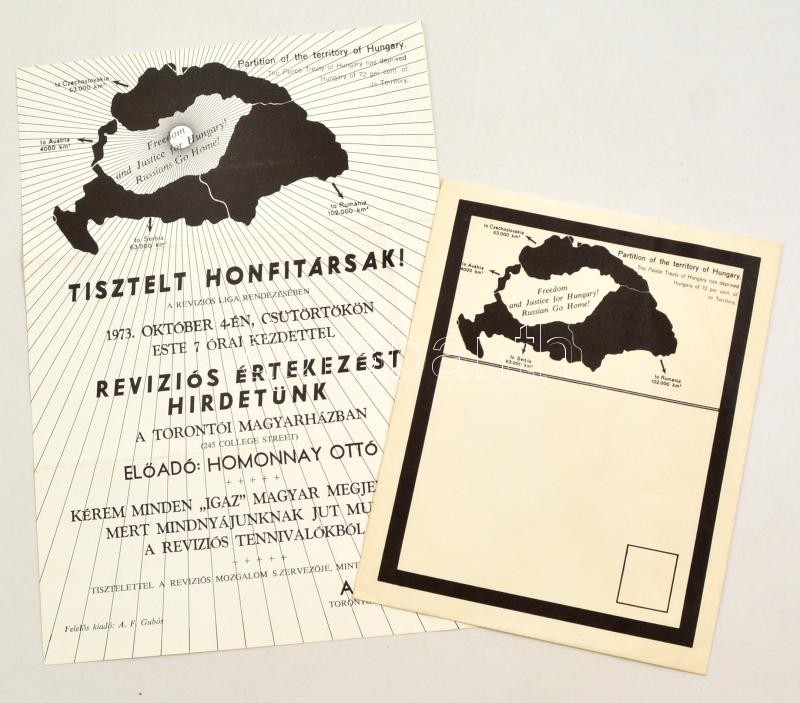 Partition of the territory of Hungary.
The Peace Treaty of Hungary has deprived
Hungary of 72 per cent. of
its Territory.
to Czechoslovakia
63.000 km²
to Austria
4000 km²
Freedom
and Justice for Hungary!
Russians Go Home!
to Rumania
102.000 km²
to Serbia
63.000 km²
TISZTELT HONFITÁRSAK!
A REVIZIÓS LIGA RENDEZÉSÉBEN
1973. OKTÓBER 4-ÉN, CSÜTÖRTÖKÖN
ESTE 7 ÓRAI KEZDETTEL
REVIZIÓS ÉRTEKEZÉST
HIRDETÜNK
A TORONTÓI MAGYARHÁZBAN
(245 COLLEGE STREET)
ELŐADÓ: HOMONNAY OTTÓ
+ + + + +
KÉREM MINDEN „IGAZ" MAGYAR
MERT MINDNYÁJUNKNAK JUT
A REVIZIÓS TENNIVALÓKBÓL
+ + + + +
TISZTELETTEL A REVIZIÓS MOZGALOM SZERVEZŐJE, MINT
Felelős kiadó: A. F. Gubás
Partition of the territory of Hungary.
The Peace Treaty of Hungary has deprived
Hungary of 72 per cent. of
its Territory.
to Czechoslovakia
63.000 km²
to Austria
4000 km²
Freedom
and Justice for Hungary!
Russian Go Home!
to Serbia
63.000 km²
to Rumania
102.000 km²